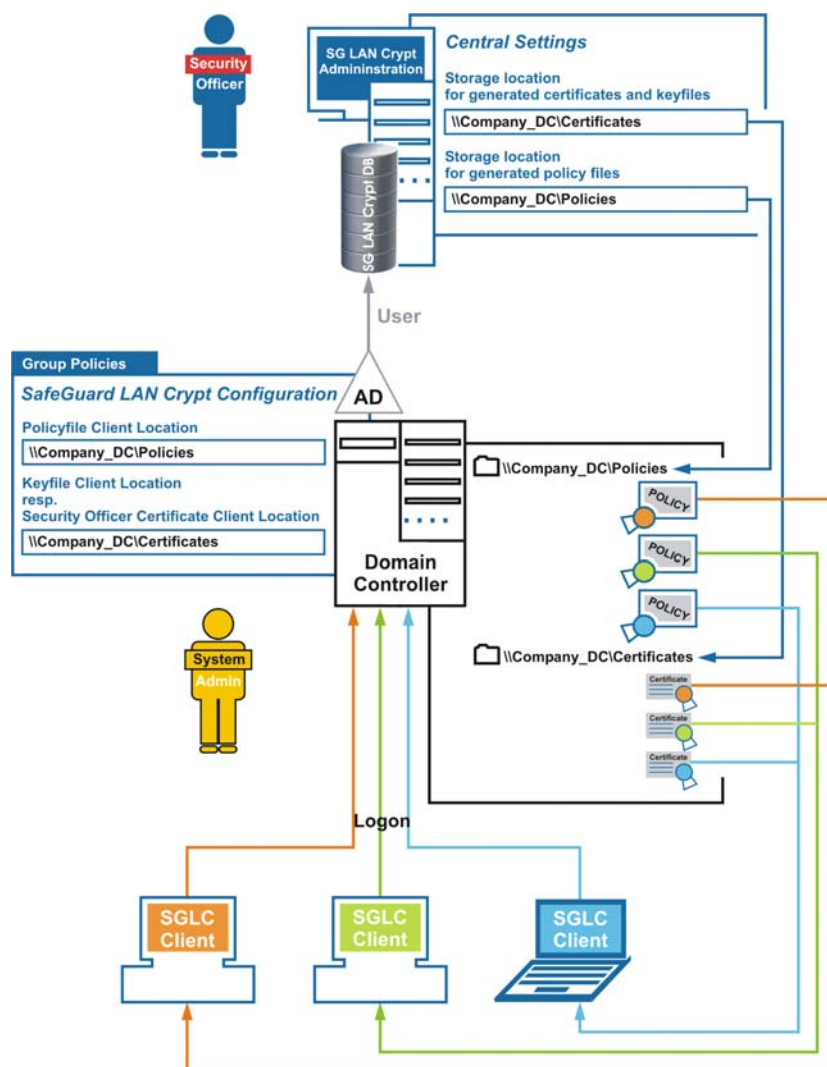 Security
Officer
SG LAN Crypt
Admininstration
SG LAN Crypt DB
Central Settings
Storage location
for generated certificates and keyfiles
\\Company_DC\Certificates
Storage location
for generated policy files
\\Company_DC\Policies
User
AD
Group Policies
SafeGuard LAN Crypt Configuration
Policyfile Client Location
\\Company_DC\Policies
Keyfile Client Location
resp.
Security Officer Certificate Client Location
\\Company_DC\Certificates
Domain
Controller
\\Company_DC\Policies
POLICY
POLICY
POLICY
\\Company_DC\Certificates
Certificate
Certificate
Certificate
System
Admin
Logon
SGLC
Client
SGLC
Client
SGLC
Client